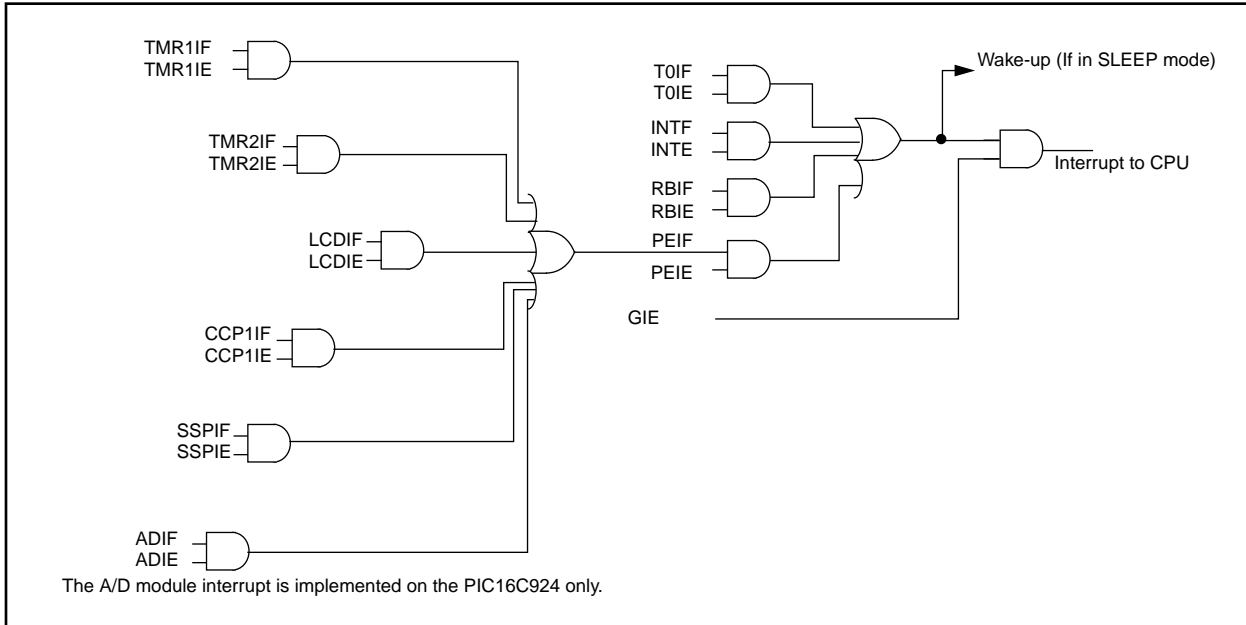 TMR1IF
TMR1IE
TMR2IF
TMR2IE
LCDIF
LCDIE
CCP1IF
CCP1IE
SSPIF
SSPIE
ADIF
ADIE
The A/D module interrupt is implemented on the PIC16C924 only.
T0IF
T0IE
INTF
INTE
RBIF
RBIE
PEIF
PEIE
GIE
Wake-up (If in SLEEP mode)
Interrupt to CPU